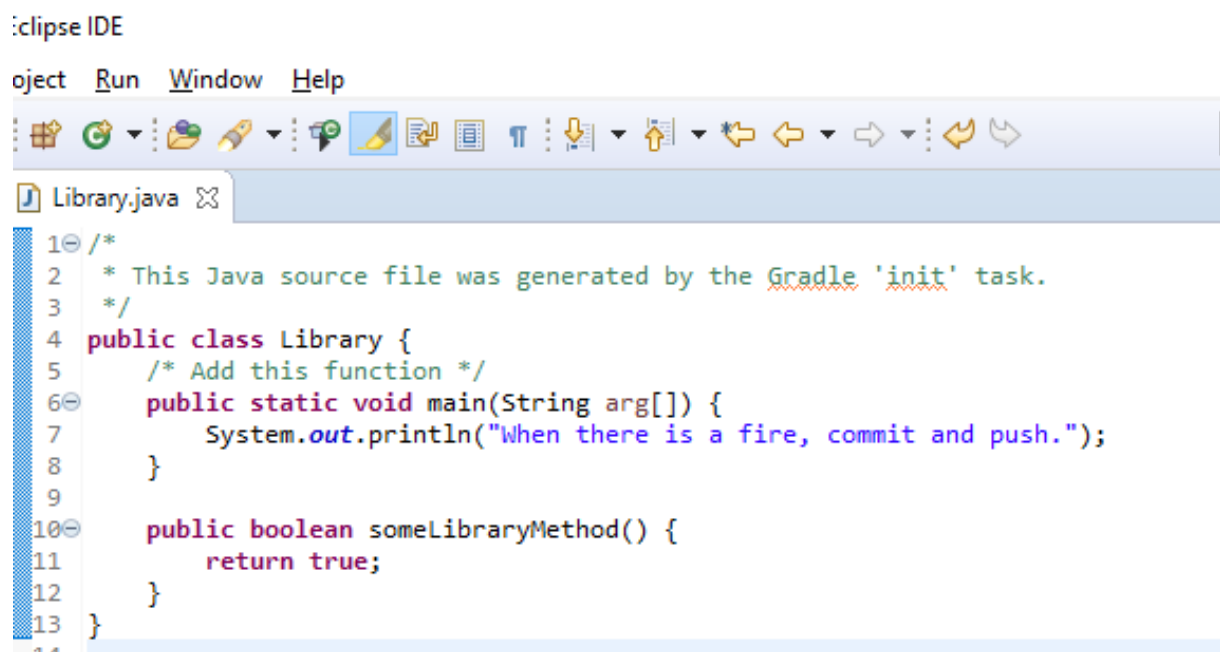 Eclipse IDE
oject Run Window Help
Library.java
1 /*
2  * This Java source file was generated by the Gradle 'init' task.
3  */
4 public class Library {
5     /* Add this function */
6     public static void main(String arg[]) {
7         System.out.println("When there is a fire, commit and push.");
8     }
9
10     public boolean someLibraryMethod() {
11         return true;
12     }
13 }
14